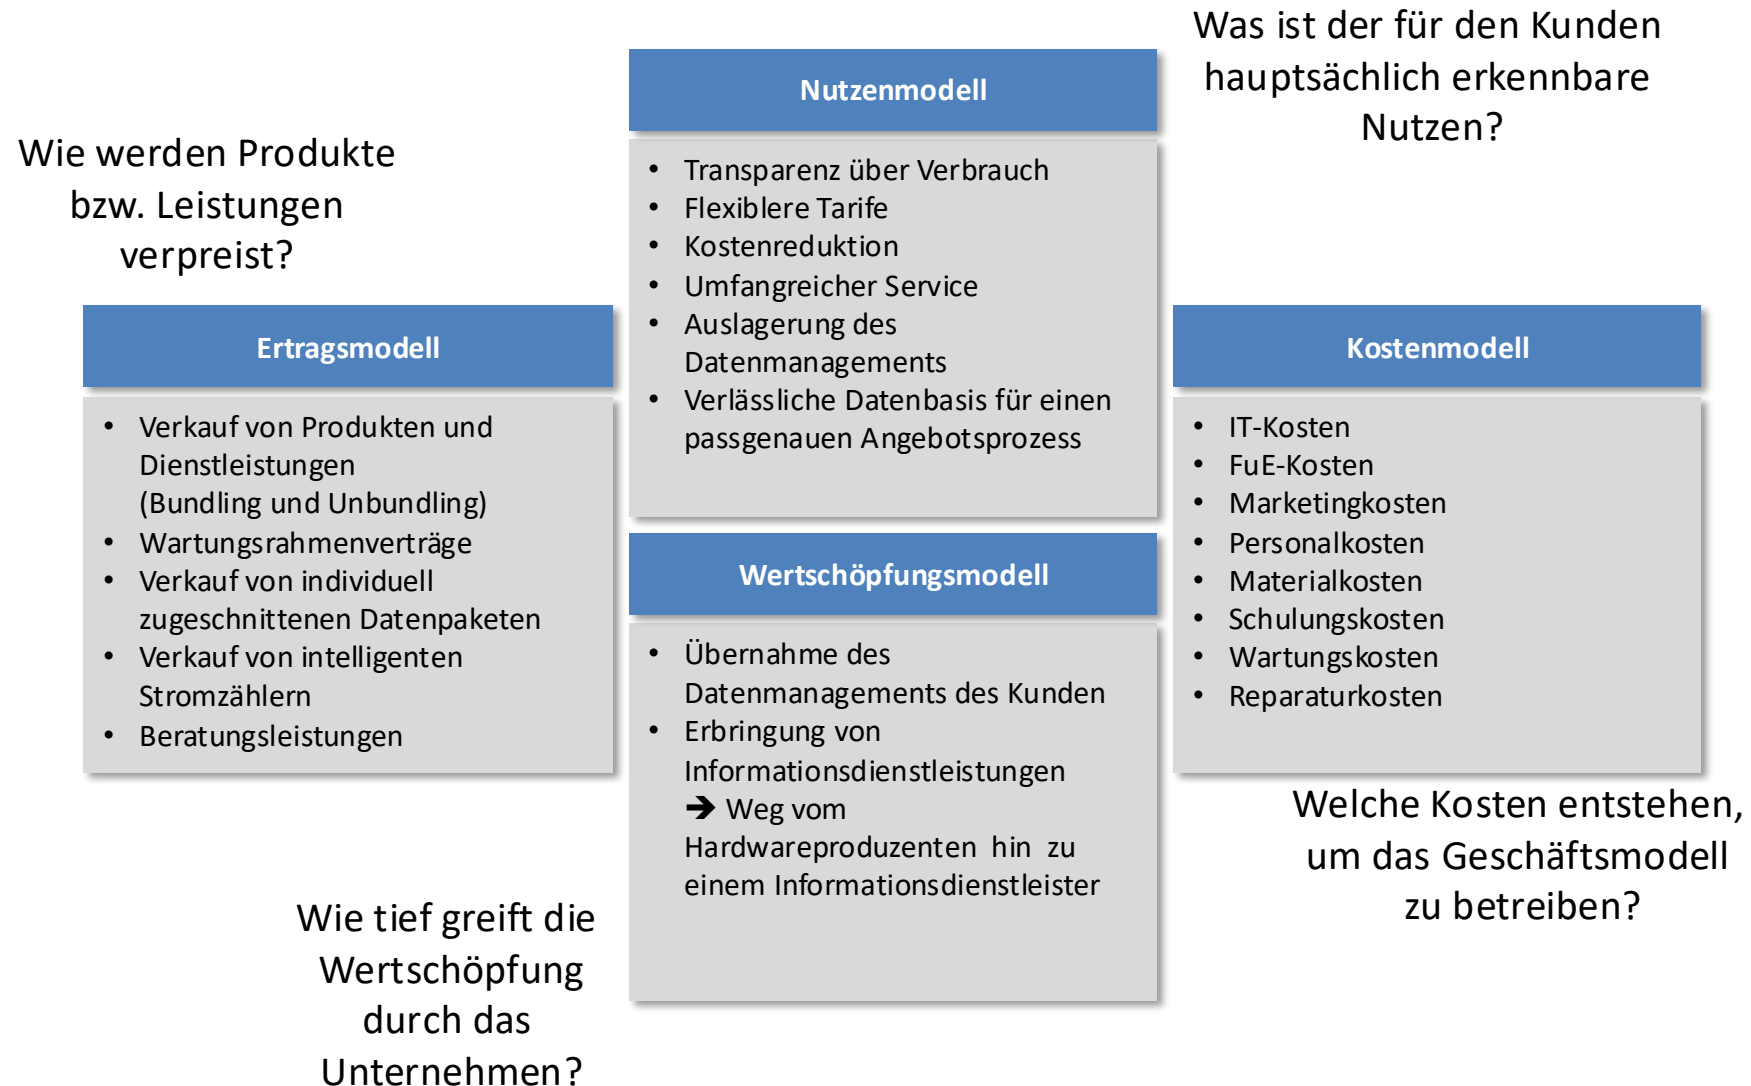 Was ist der für den Kunden
hauptsächlich erkennbare
Nutzen?
Nutzenmodell
• Transparenz über Verbrauch
• Flexiblere Tarife
• Kostenreduktion
• Umfangreicher Service
• Auslagerung des
Datenmanagements
• Verlässliche Datenbasis für einen
passgenauen Angebotsprozess
Wie werden Produkte
bzw. Leistungen
verpreist?
Ertragsmodell
• Verkauf von Produkten und
Dienstleistungen
(Bundling und Unbundling)
• Wartungsrahmenverträge
• Verkauf von individuell
zugeschnittenen Datenpaketen
• Verkauf von intelligenten
Stromzählern
• Beratungsleistungen
Kostenmodell
• IT-Kosten
• FuE-Kosten
• Marketingkosten
• Personalkosten
• Materialkosten
• Schulungskosten
• Wartungskosten
• Reparaturkosten
Welche Kosten entstehen,
um das Geschäftsmodell
zu betreiben?
Wertschöpfungsmodell
• Übernahme des
Datenmanagements des Kunden
• Erbringung von
Informationsdienstleistungen
➔ Weg vom
Hardwareproduzenten hin zu
einem Informationsdienstleister
Wie tief greift die
Wertschöpfung
durch das
Unternehmen?